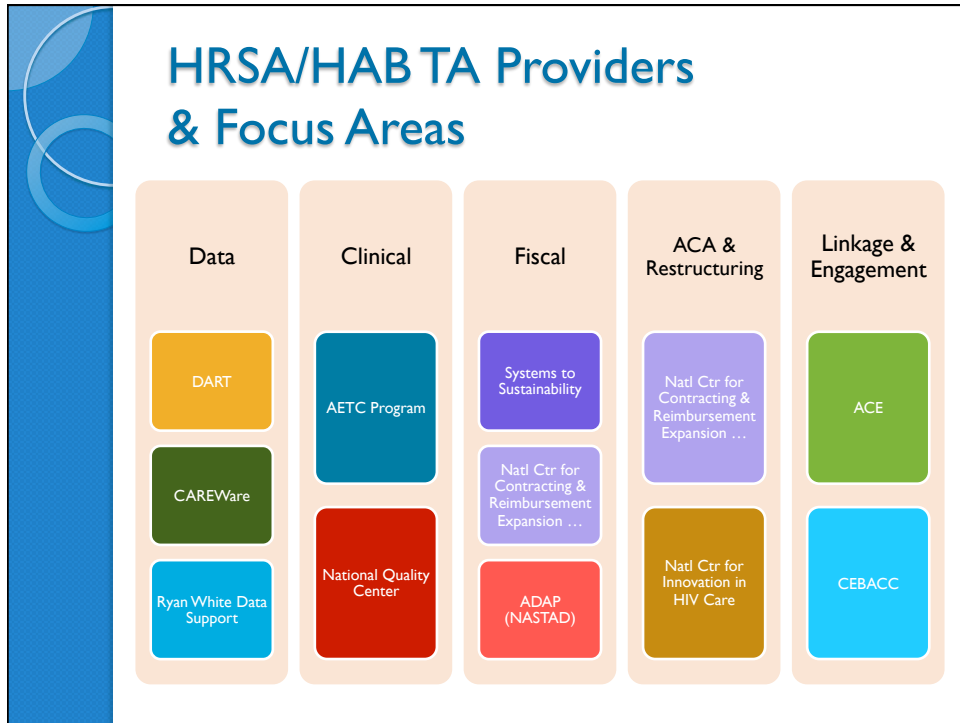 HRSA/HAB TA Providers
& Focus Areas
Data
DART
CAREWare
Ryan White Data
Support
Clinical
AETC Program
National Quality
Center
Fiscal
Systems to
Sustainability
Natl Ctr for
Contracting &
Reimbursement
Expansion …
ADAP
(NASTAD)
ACA &
Restructuring
Natl Ctr for
Contracting &
Reimbursement
Expansion …
Natl Ctr for
Innovation in
HIV Care
Linkage &
Engagement
ACE
CEBACC